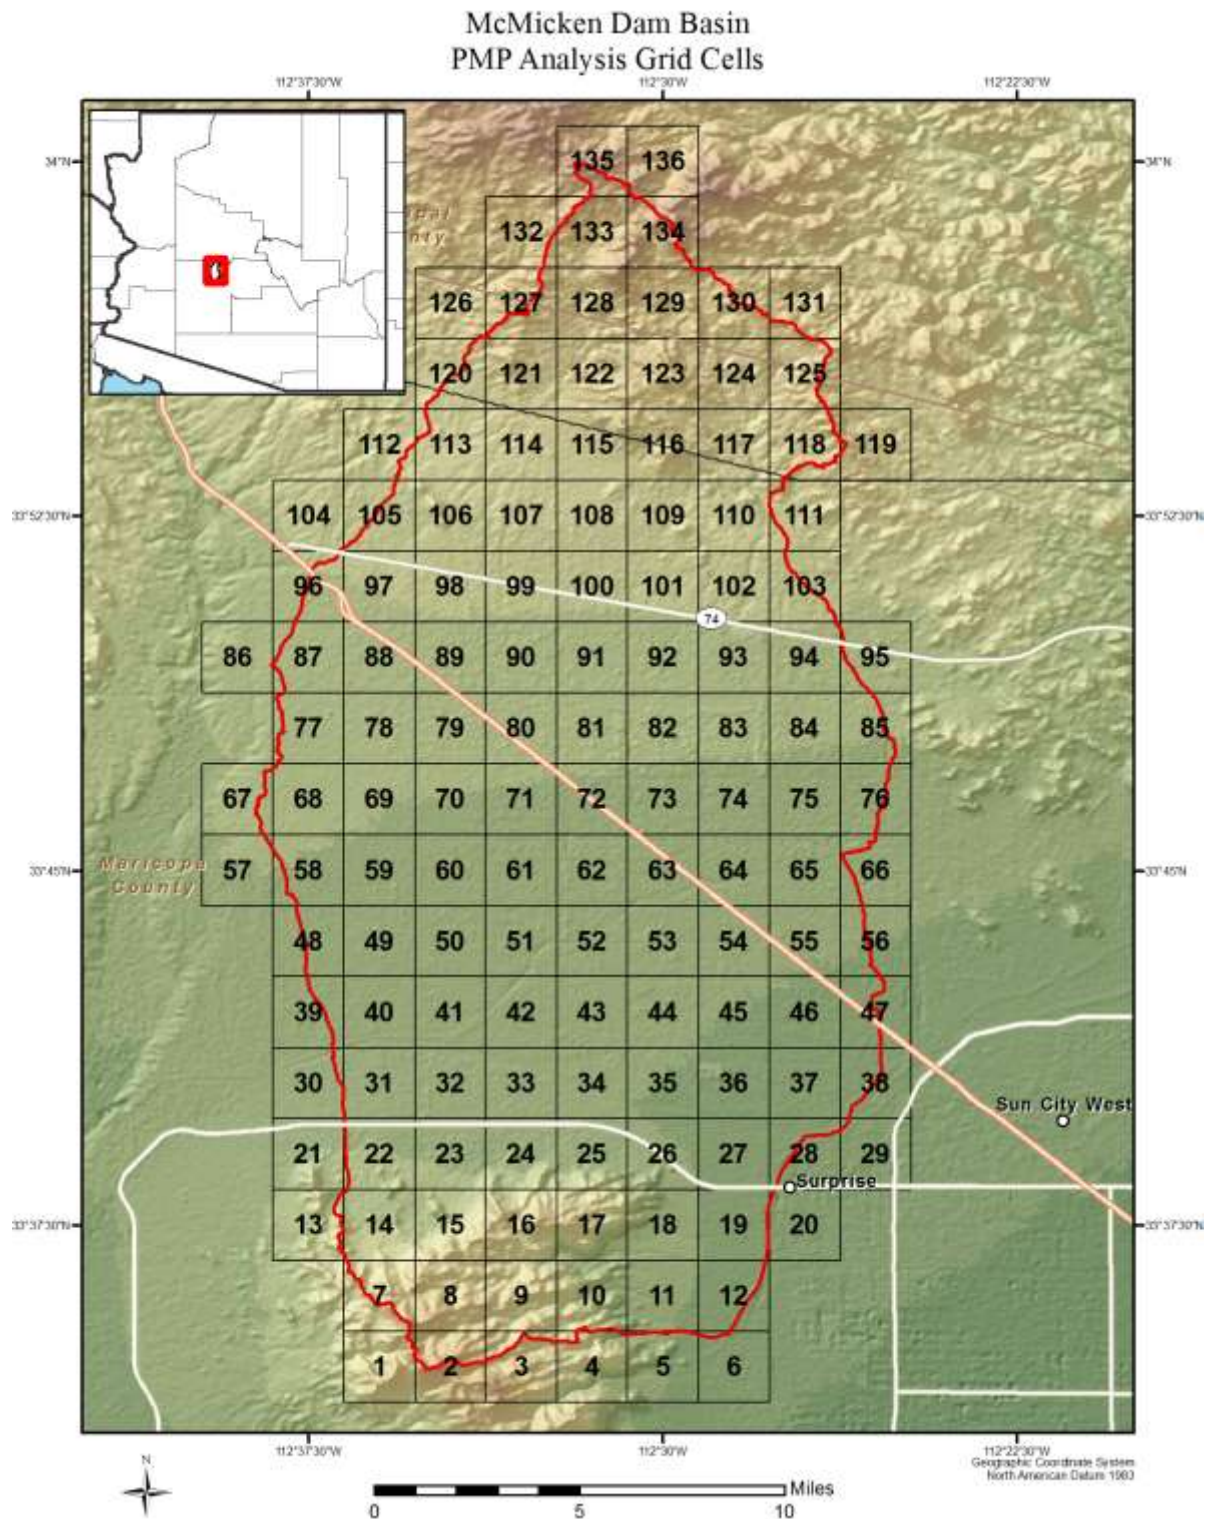 McMicken Dam Basin
PMP Analysis Grid Cells
112°37'30"W 112°30'W 112°22'30"W
34°N 135 136 34°N
132 133 134
126 127 128 129 130 131
120 121 122 123 124 125
112 113 114 115 116 117 118 119
33°52'30"N 104 105 106 107 108 109 110 111 33°52'30"N
96 97 98 99 100 101 102 103
74
86 87 88 89 90 91 92 93 94 95
77 78 79 80 81 82 83 84 85
67 68 69 70 71 72 73 74 75 76
Maricopa
County
33°45'N 57 58 59 60 61 62 63 64 65 66 33°45'N
48 49 50 51 52 53 54 55 56
39 40 41 42 43 44 45 46 47
30 31 32 33 34 35 36 37 38
Sun City West
21 22 23 24 25 26 27 28 29
Surprise
33°37'30"N 13 14 15 16 17 18 19 20 33°37'30"N
7 8 9 10 11 12
1 2 3 4 5 6
112°37'30"W 112°30'W 112°22'30"W
Geographic Coordinate System
North American Datum 1983
N
Miles
0 5 10